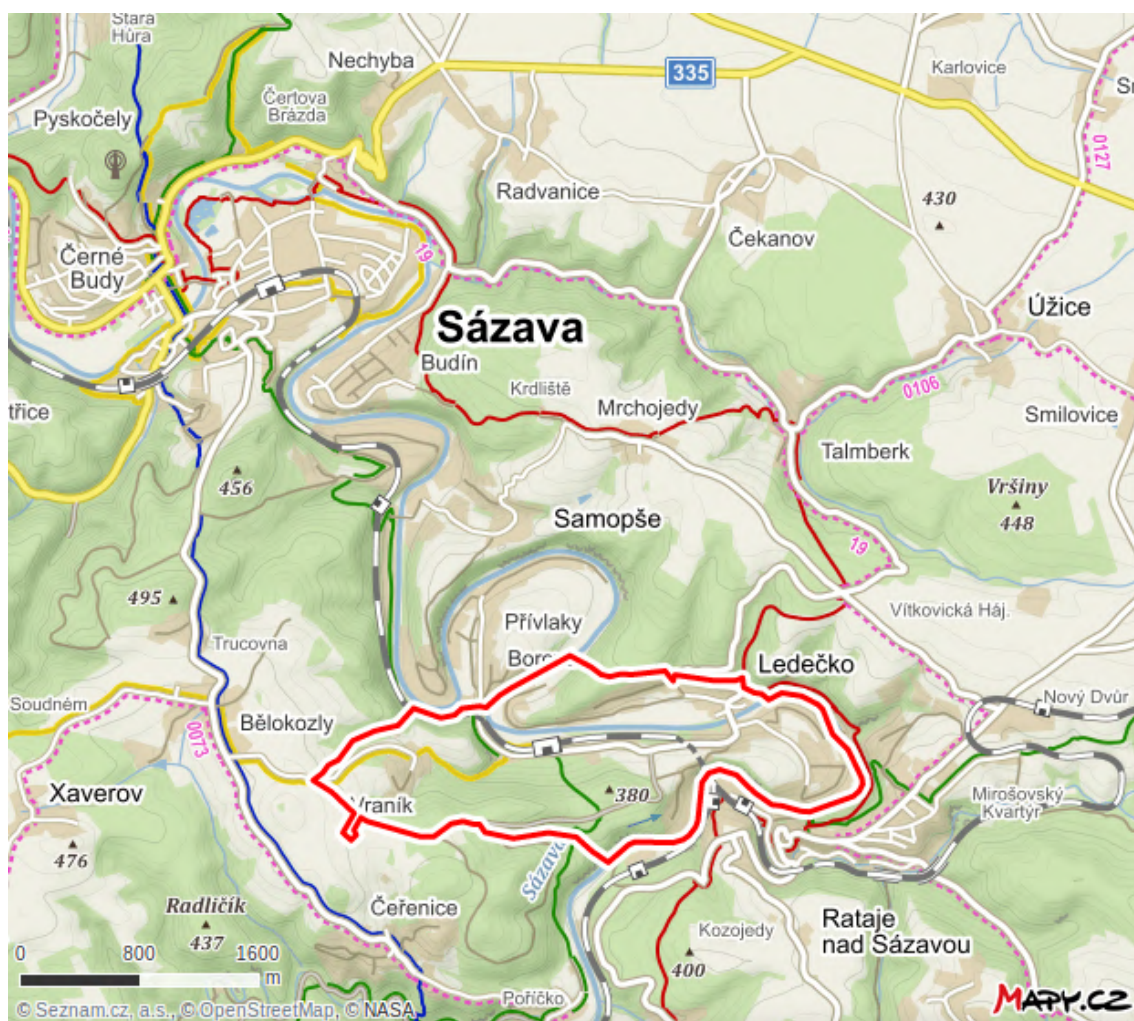 Stará
Hůra
Nechyba
335
Karlovice
Čertova
Brázda
Pyskočely
0127
Radvanice
430
Čekanov
Černé
Budy
19
Úžice
Sázava
Budín
Krdliště
0106
Mrchojedy
Smilovice
Talmberk
456
Vršiny
448
Samopše
19
495
Vítkovická Háj.
Přívlaky
Trucovna
Ledečko
Soudném
Nový Dvůr
Bělokozly
0073
Xaverov
Vraník
380
Mirošovský
Kvartýr
476
Sázava
Radličík
437
Čeřenice
Rataje
nad Sázavou
Kozojedy
400
0 800 1600
m
Poříčko
© Seznam.cz, a.s., © OpenStreetMap, © NASA
MAPY.CZ